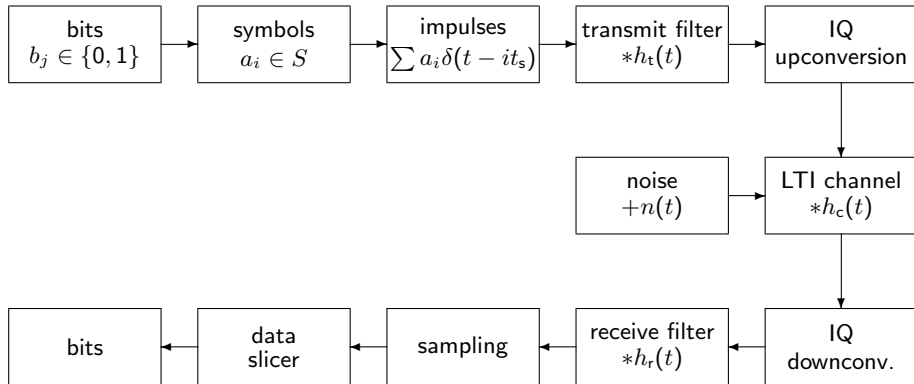 bits
b_j ∈ {0, 1}
symbols
a_i ∈ S
impulses
∑ a_i δ(t − it_s)
transmit filter
∗h_t(t)
IQ
upconversion
noise
+n(t)
LTI channel
∗h_c(t)
bits
data
slicer
sampling
receive filter
∗h_r(t)
IQ
downconv.